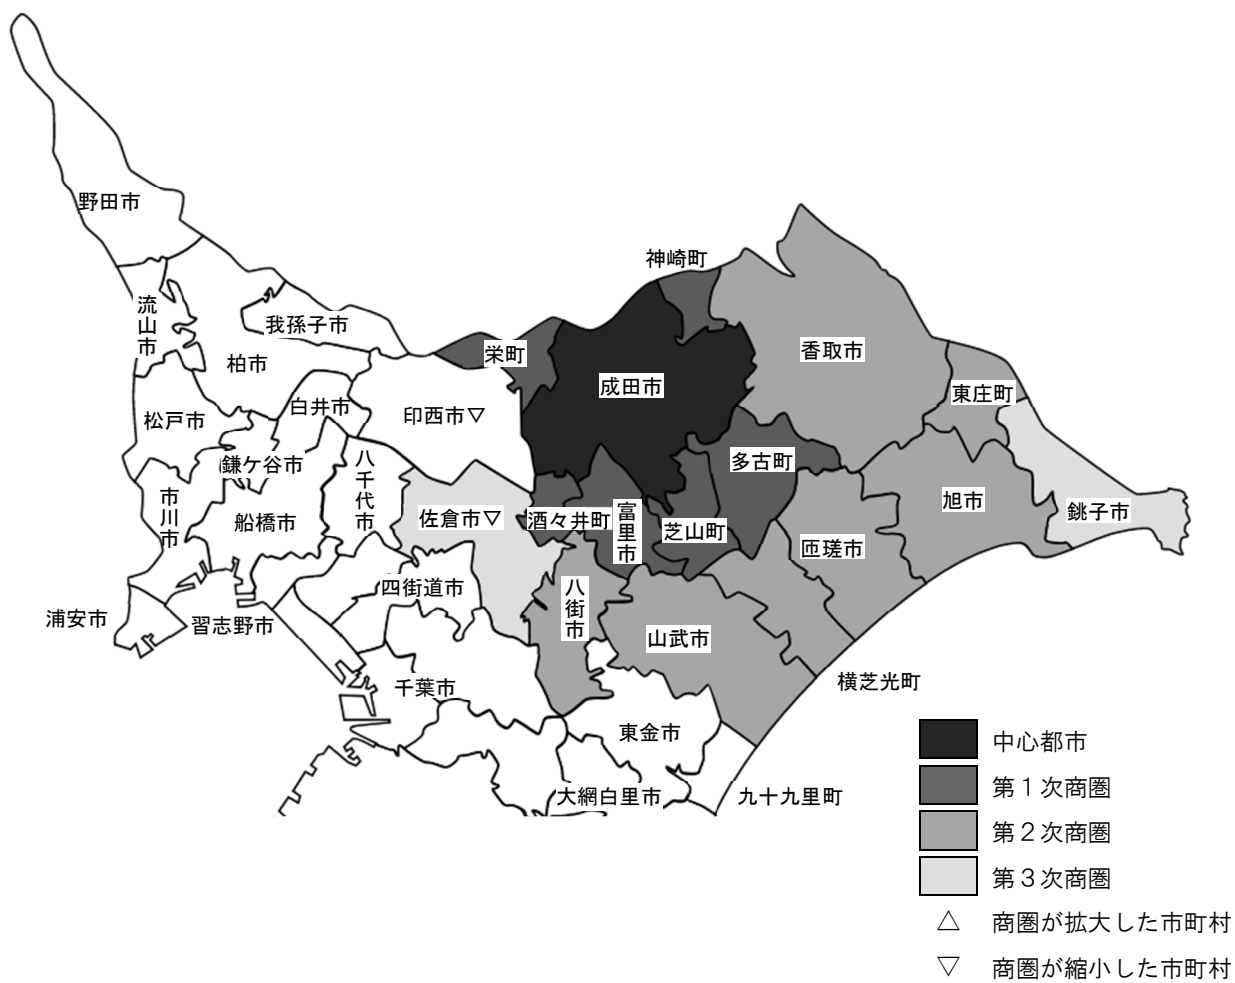 野田市
神崎町
流山市
我孫子市
香取市
栄町
柏市
成田市
東庄町
白井市
印西市▽
松戸市
多古町
鎌ケ谷市
八千代市
市川市
旭市
銚子市
佐倉市▽
酒々井町
富里市
船橋市
芝山町
匝瑳市
四街道市
八街市
浦安市
習志野市
山武市
横芝光町
千葉市
東金市
大網白里市
九十九里町
中心都市
第１次商圏
第２次商圏
第３次商圏
△ 商圏が拡大した市町村
▽ 商圏が縮小した市町村